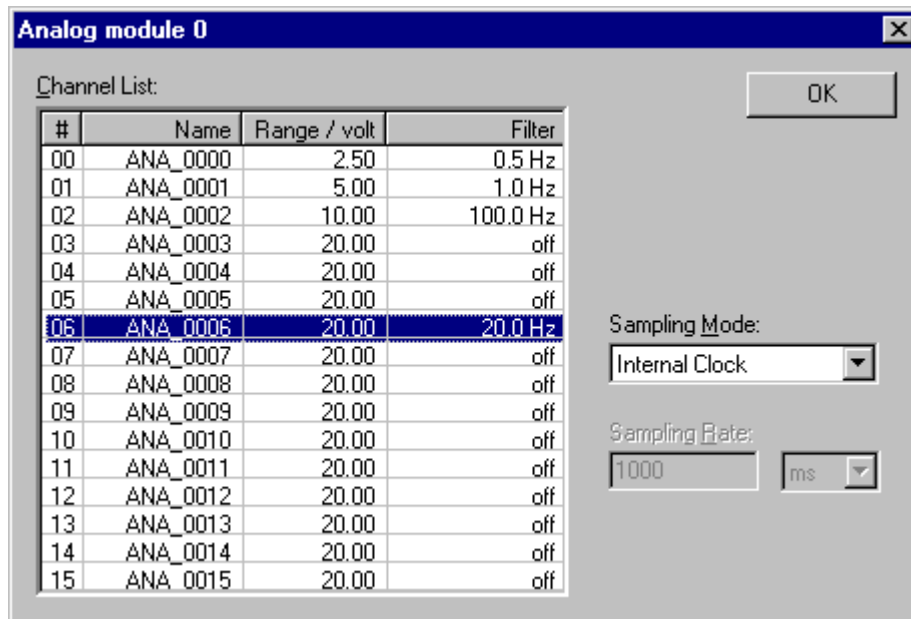 Analog module 0
Channel List:
OK
# Name Range / volt Filter
00 ANA_0000 2.50 0.5 Hz
01 ANA_0001 5.00 1.0 Hz
02 ANA_0002 10.00 100.0 Hz
03 ANA_0003 20.00 off
04 ANA_0004 20.00 off
05 ANA_0005 20.00 off
06 ANA_0006 20.00 20.0 Hz
07 ANA_0007 20.00 off
08 ANA_0008 20.00 off
09 ANA_0009 20.00 off
10 ANA_0010 20.00 off
11 ANA_0011 20.00 off
12 ANA_0012 20.00 off
13 ANA_0013 20.00 off
14 ANA_0014 20.00 off
15 ANA_0015 20.00 off
Sampling Mode:
Internal Clock
Sampling Rate:
1000 ms